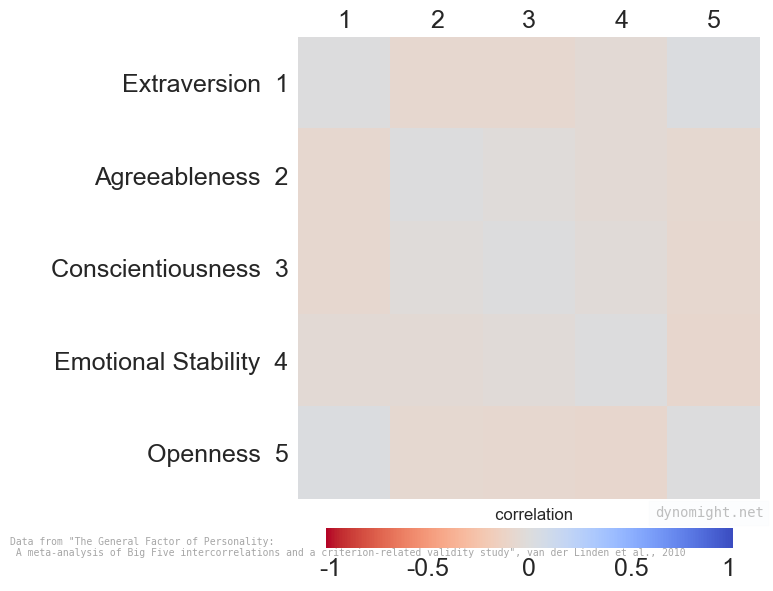 1 2 3 4 5
Extraversion 1
Agreeableness 2
Conscientiousness 3
Emotional Stability 4
Openness 5
correlation
dynomight.net
Data from "The General Factor of Personality:
A meta-analysis of Big Five intercorrelations and a criterion-related validity study", van der Linden et al., 2010
-1 -0.5 0 0.5 1